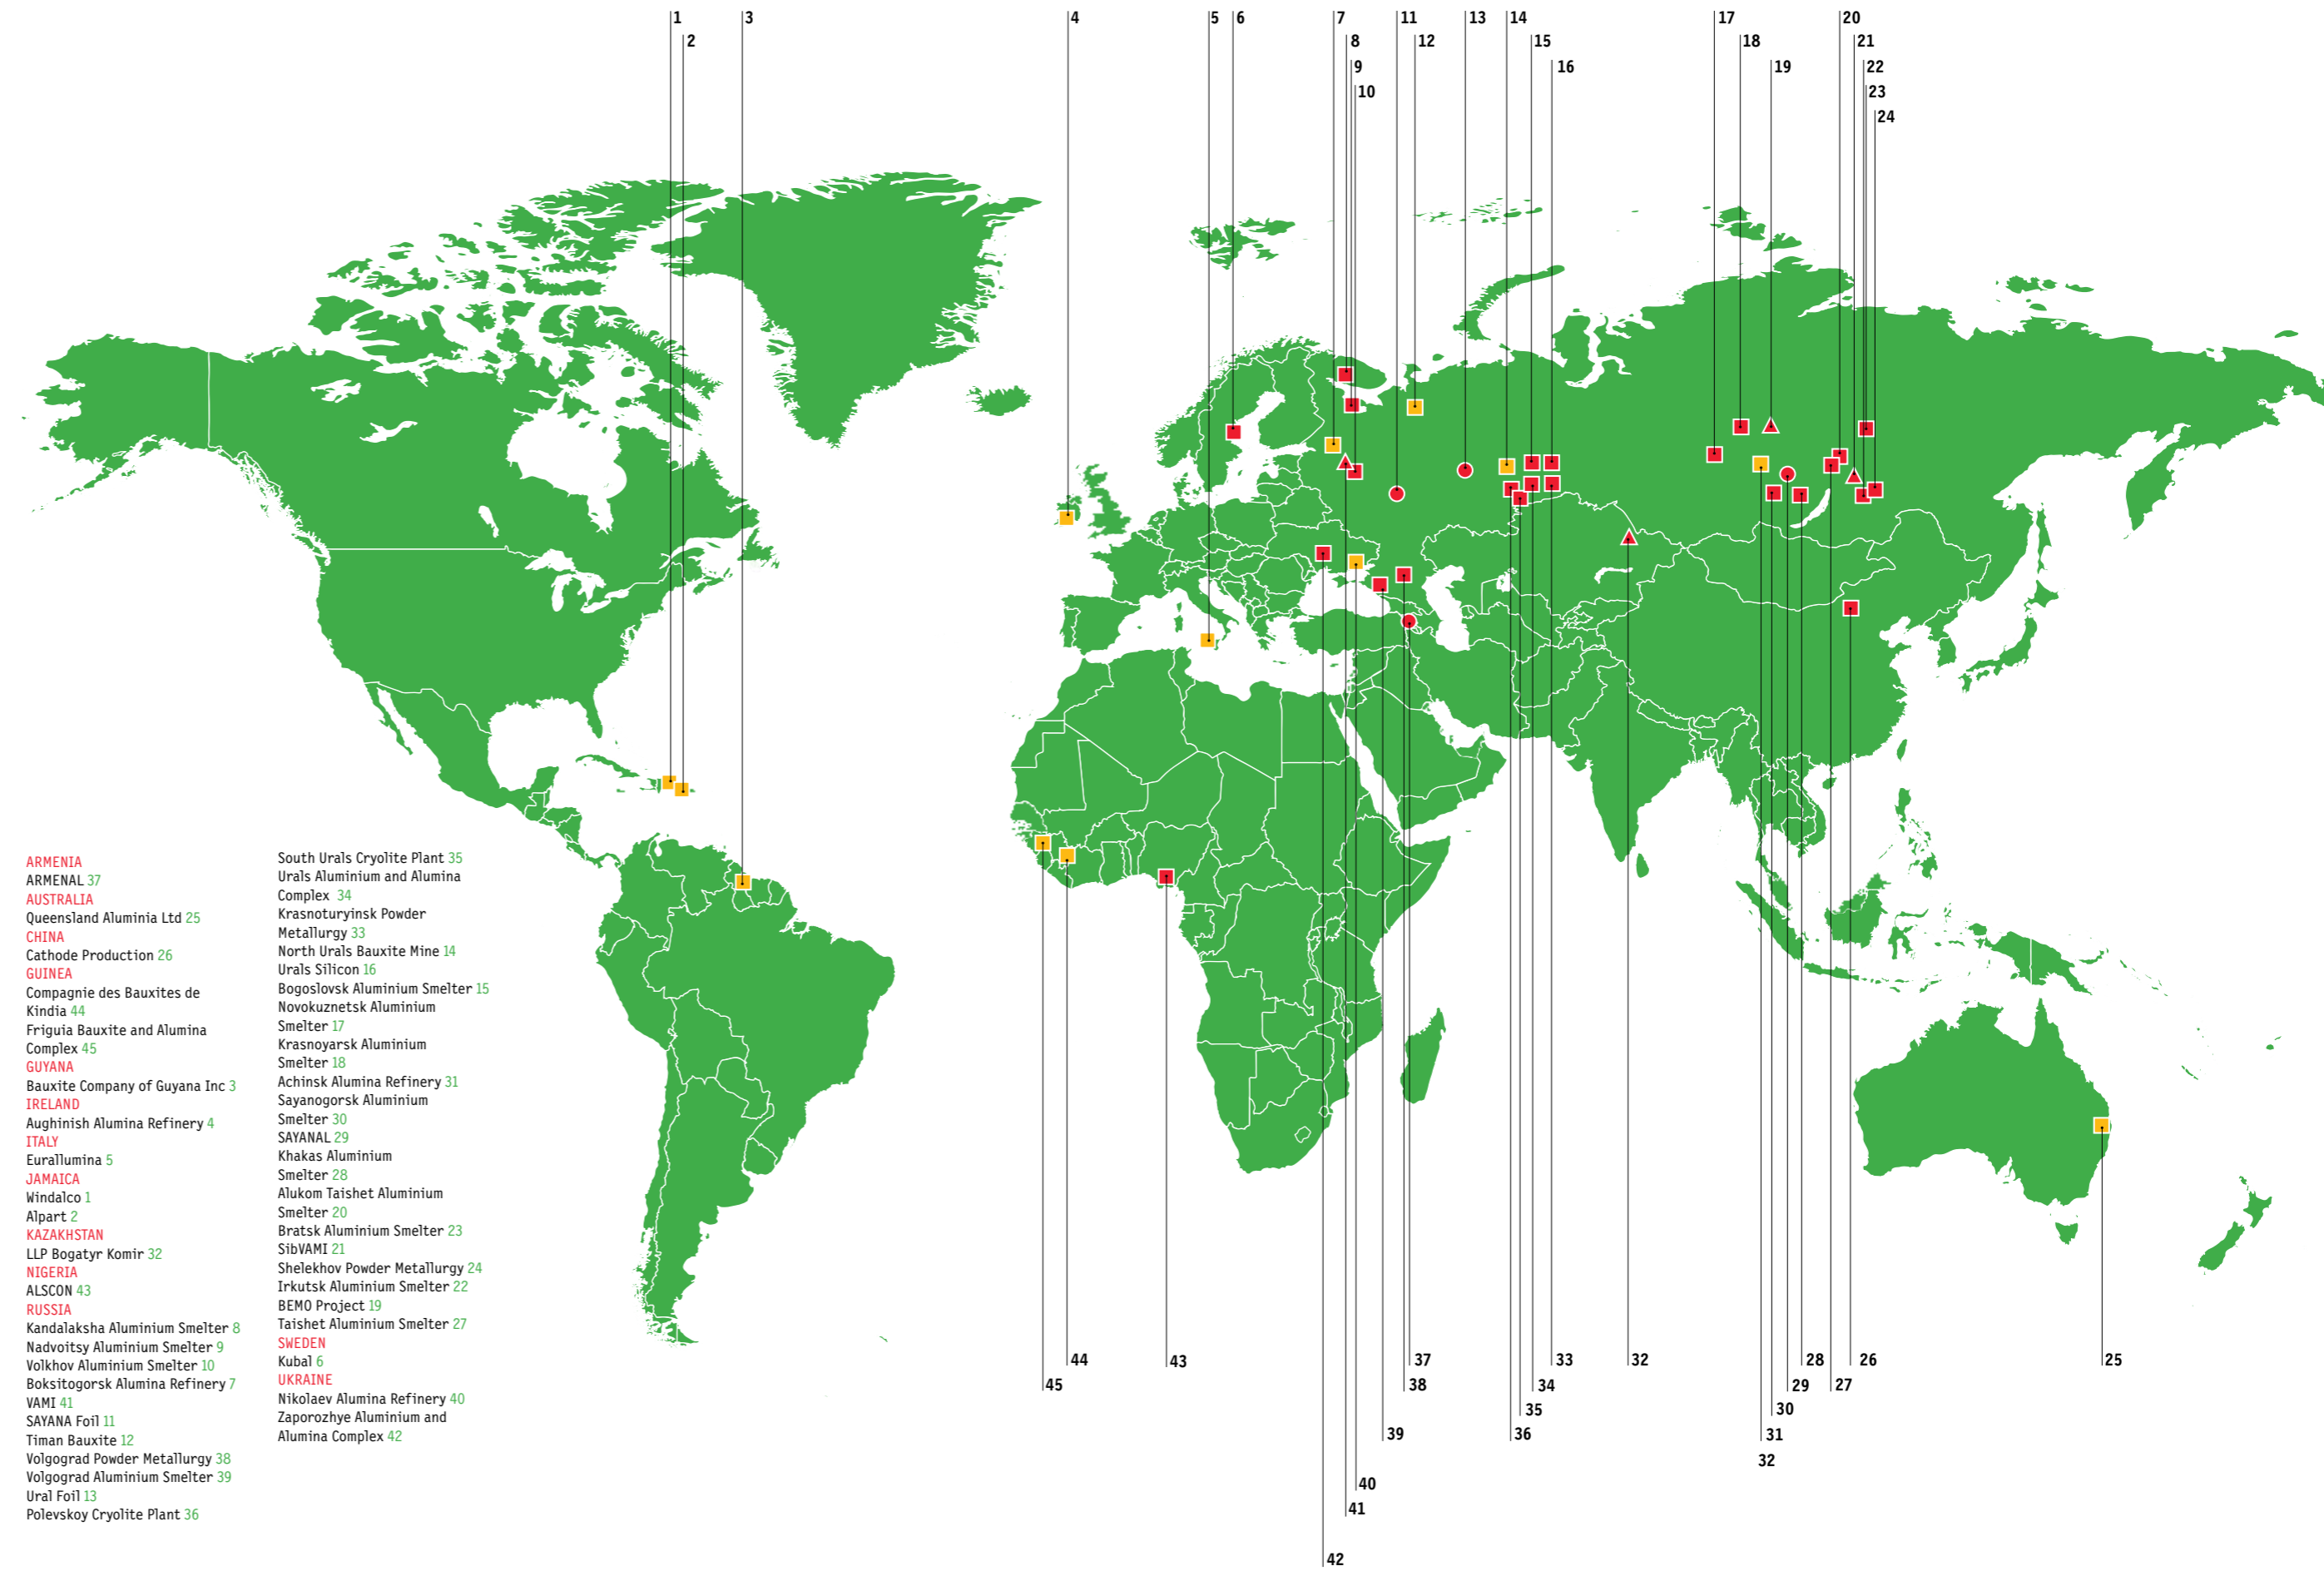 1
3
4
5
6
7
11
13
14
17
20
2
8
12
15
18
21
9
16
19
22
10
23
24
ARMENIA
ARMENAL 37
AUSTRALIA
Queensland Aluminia Ltd 25
CHINA
Cathode Production 26
GUINEA
Compagnie des Bauxites de
Kindia 44
Friguia Bauxite and Alumina
Complex 45
GUYANA
Bauxite Company of Guyana Inc 3
IRELAND
Aughinish Alumina Refinery 4
ITALY
Eurallumina 5
JAMAICA
Windalco 1
Alpart 2
KAZAKHSTAN
LLP Bogatyr Komir 32
NIGERIA
ALSCON 43
RUSSIA
Kandalaksha Aluminium Smelter 8
Nadvoitsy Aluminium Smelter 9
Volkhov Aluminium Smelter 10
Boksitogorsk Alumina Refinery 7
VAMI 41
SAYANA Foil 11
Timan Bauxite 12
Volgograd Powder Metallurgy 38
Volgograd Aluminium Smelter 39
Ural Foil 13
Polevskoy Cryolite Plant 36
South Urals Cryolite Plant 35
Urals Aluminium and Alumina
Complex 34
Krasnoturyinsk Powder
Metallurgy 33
North Urals Bauxite Mine 14
Urals Silicon 16
Bogoslovsk Aluminium Smelter 15
Novokuznetsk Aluminium
Smelter 17
Krasnoyarsk Aluminium
Smelter 18
Achinsk Alumina Refinery 31
Sayanogorsk Aluminium
Smelter 30
SAYANAL 29
Khakas Aluminium
Smelter 28
Alukom Taishet Aluminium
Smelter 20
Bratsk Aluminium Smelter 23
SibVAMI 21
Shelekhov Powder Metallurgy 24
Irkutsk Aluminium Smelter 22
BEMO Project 19
Taishet Aluminium Smelter 27
SWEDEN
Kubal 6
UKRAINE
Nikolaev Alumina Refinery 40
Zaporozhye Aluminium and
Alumina Complex 42
44
43
37
33
32
28
26
25
45
38
34
29
27
35
30
39
36
31
32
40
41
42